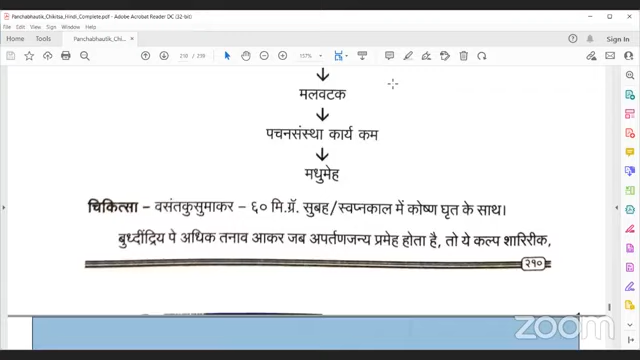 Panchabhautik_Chikitsa_Hindi_Complete.pdf - Adobe Acrobat Reader DC (32-bit)
File Edit View Sign Window Help
Home Tools Panchabhautik_Chi... × Sign In
210 / 239 157%
↓
मलवटक
↓
पचनसंस्था कार्य कम
↓
मधुमेह
चिकित्सा – वसंतकुसुमाकर – ६० मि.ग्रॅ. सुबह/स्वप्नकाल में कोष्ण घृत के साथ।
बुध्दींद्रिय पे अधिक तनाव आकर जब अपर्तणजन्य प्रमेह होता है, तो ये कल्प शारिरीक,
२१०
zoom